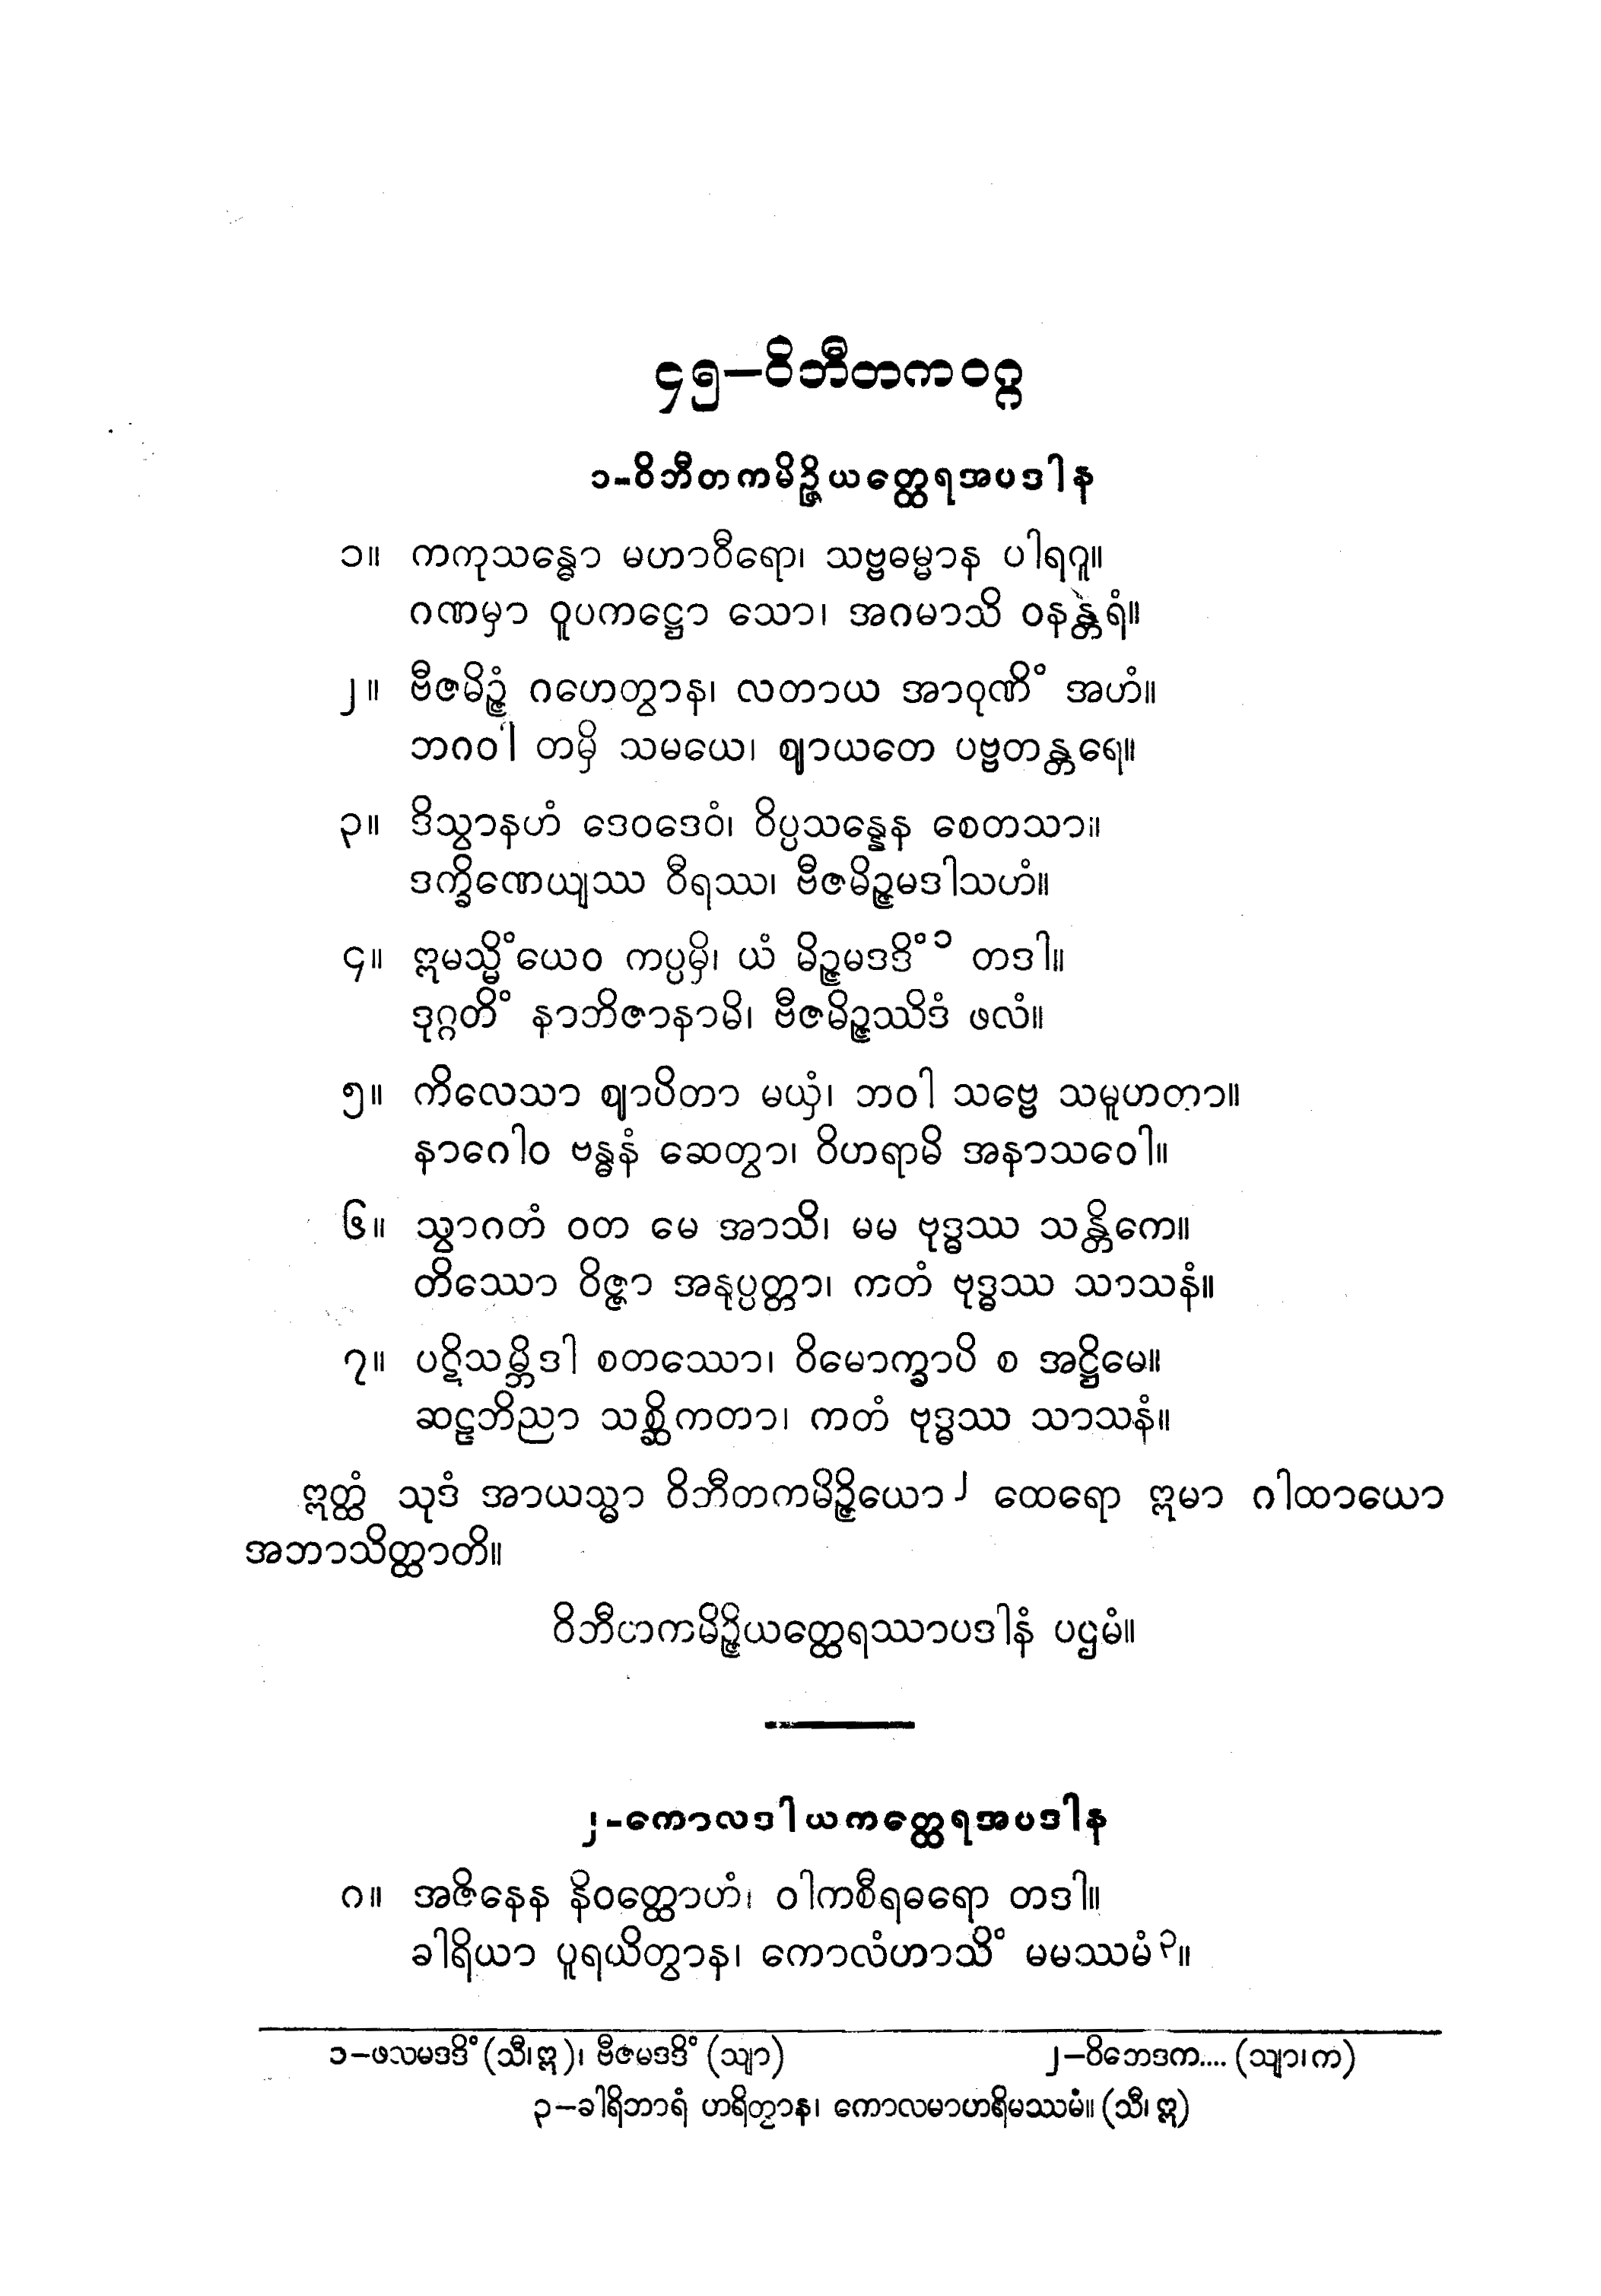 ၄၅−ဝိဘီတကဝဂ္ဂ
၁-ဝိဘီတကမိဉ္ဇိယတ္ထေရအပဒါန
၁။ ကကုသန္ဓော မဟာဝီရော၊ သဗ္ဗဓမ္မာန ပါရဂူ။
ဂဏမှာ ဝူပကဋ္ဌော သော၊ အဂမာသိ ဝနန္တရံ။
၂။ ဗီဇမိဉ္ဇံ ဂဟေတွာန၊ လတာယ အာဝုဏိံ အဟံ။
ဘဂဝါ တမှိ သမယေ၊ ဈာယတေ ပဗ္ဗတန္တရေ။
၃။ ဒိသွာနဟံ ဒေဝဒေဝံ၊ ဝိပ္ပသန္နေန စေတသာ။
ဒက္ခိဏေယျဿ ဝီရဿ၊ ဗီဇမိဉ္ဇမဒါသဟံ။
၄။ ဣမသ္မိံယေဝ ကပ္ပမှိ၊ ယံ မိဉ္ဇမဒဒိံ ၁ တဒါ။
ဒုဂ္ဂတိံ နာဘိဇာနာမိ၊ ဗီဇမိဉ္ဇဿိဒံ ဖလံ။
၅။ ကိလေသာ ဈာပိတာ မယှံ၊ ဘဝါ သဗ္ဗေ သမူဟတာ။
နာဂေါဝ ဗန္ဓနံ ဆေတွာ၊ ဝိဟရာမိ အနာသဝေါ။
၆။ သွာဂတံ ဝတ မေ အာသိ၊ မမ ဗုဒ္ဓဿ သန္တိကေ။
တိဿော ဝိဇ္ဇာ အနုပ္ပတ္တာ၊ ကတံ ဗုဒ္ဓဿ သာသနံ။
၇။ ပဋိသမ္ဘိဒါ စတဿော၊ ဝိမောက္ခာပိ စ အဋ္ဌိမေ။
ဆဠဘိညာ သစ္ဆိကတာ၊ ကတံ ဗုဒ္ဓဿ သာသနံ။
ဣတ္ထံ သုဒံ အာယသ္မာ ဝိဘီတကမိဉ္ဇိယော ၂ ထေရော ဣမာ ဂါထာယော
အဘာသိတ္ထာတိ။
ဝိဘီတကမိဉ္ဇိယတ္ထေရဿာပဒါနံ ပဌမံ။
၂-ကောလဒါယကတ္ထေရအပဒါန
၈။ အဇိနေန နိဝတ္ထောဟံ၊ ဝါကစီရဓရော တဒါ။
ခါရိယာ ပူရယိတွာန၊ ကောလံဟာသိံ မမဿမံ ၃။
၁−ဖလမဒဒိံ (သီ၊ဣ)၊ ဗီဇမဒဒိံ (သျာ) ၂−ဝိဘေဒက.... (သျာ၊က)
၃−ခါရိဘာရံ ဟရိတွာန၊ ကောလမာဟရိမဿမံ။ (သီ၊ ဣ)